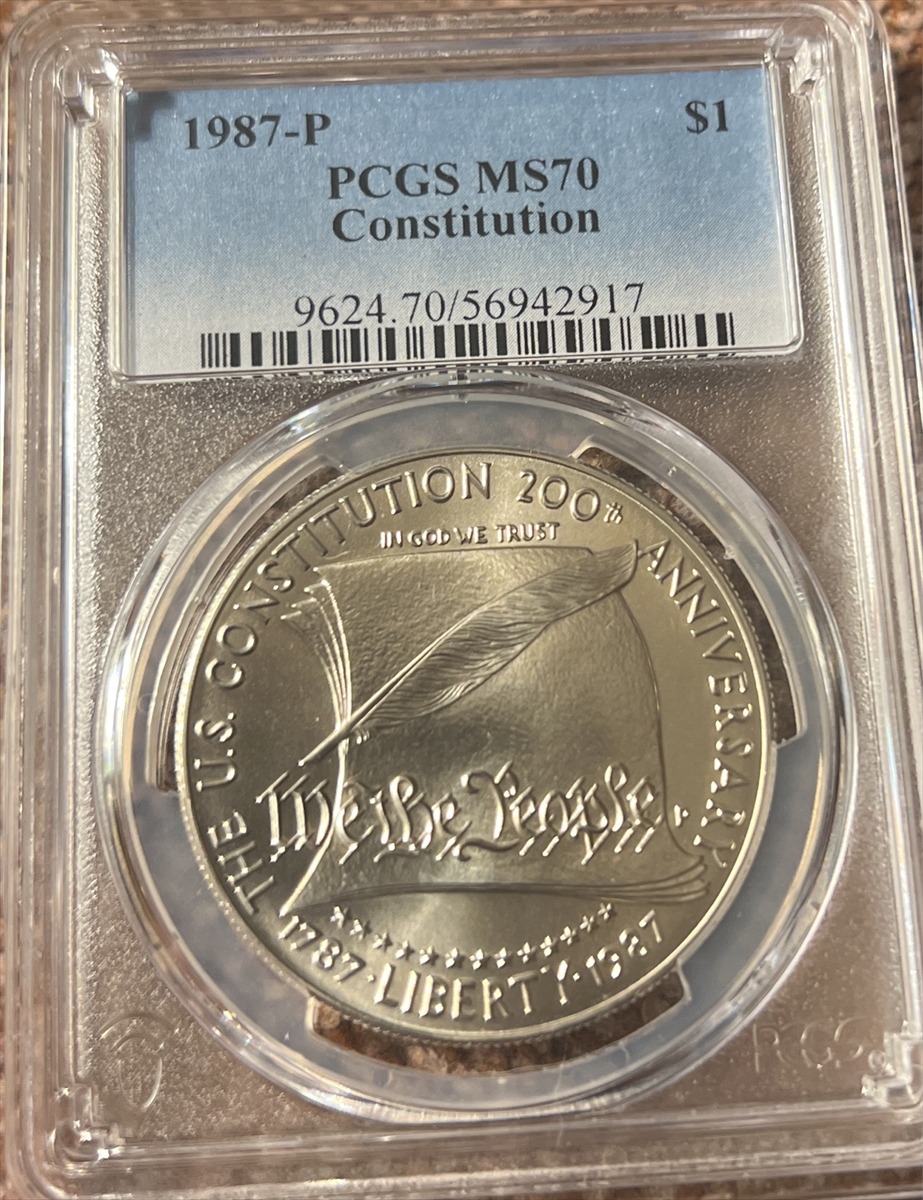 1987-P $1
PCGS MS70
Constitution
9624.70/56942917
THE U.S. CONSTITUTION 200th ANNIVERSARY
IN GOD WE TRUST
We the People
1787 · LIBERTY · 1987
PCGS